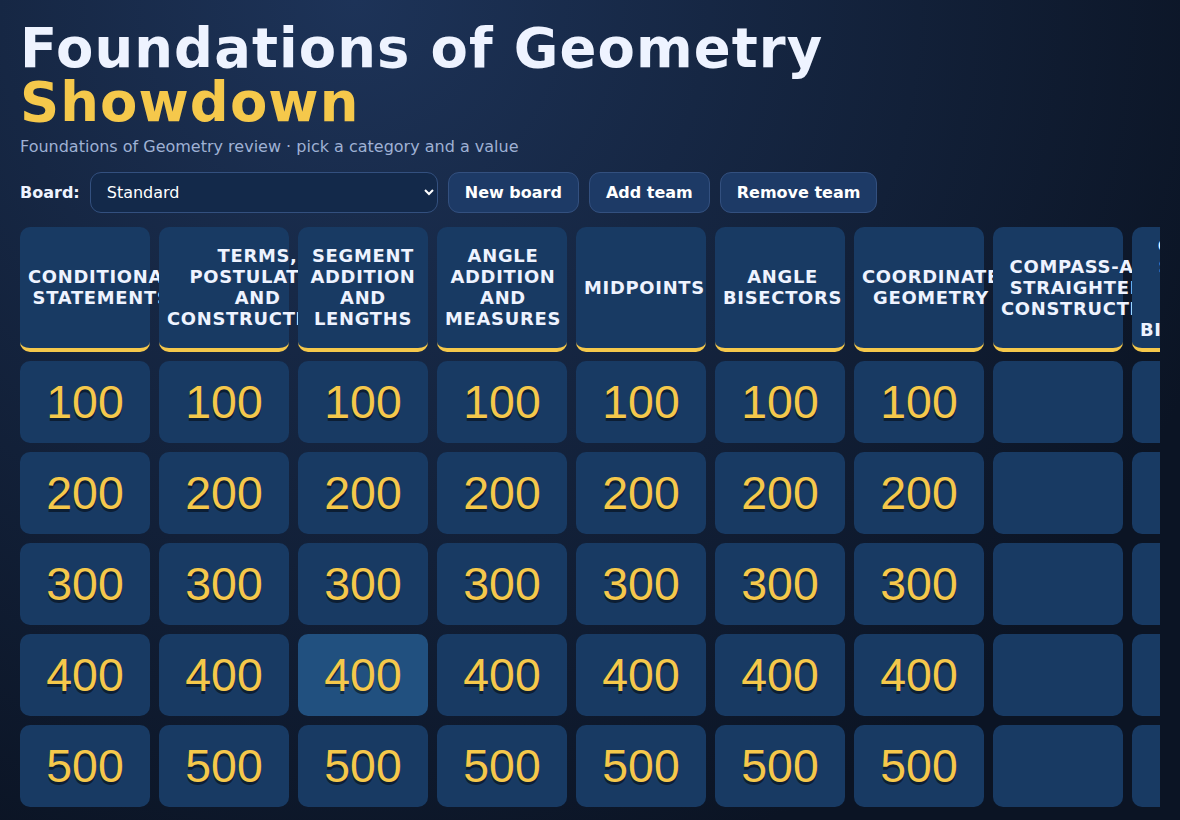 Foundations of Geometry
Showdown
Foundations of Geometry review · pick a category and a value
Board: Standard New board Add team Remove team
CONDITIONA
STATEMENTS
TERMS,
POSTULAT
AND
CONSTRUCTI
SEGMENT
ADDITION
AND
LENGTHS
ANGLE
ADDITION
AND
MEASURES
MIDPOINTS
ANGLE
BISECTORS
COORDINATE
GEOMETRY
COMPASS-A
STRAIGHTE
CONSTRUCTI
BI
100 100 100 100 100 100 100
200 200 200 200 200 200 200
300 300 300 300 300 300 300
400 400 400 400 400 400 400
500 500 500 500 500 500 500